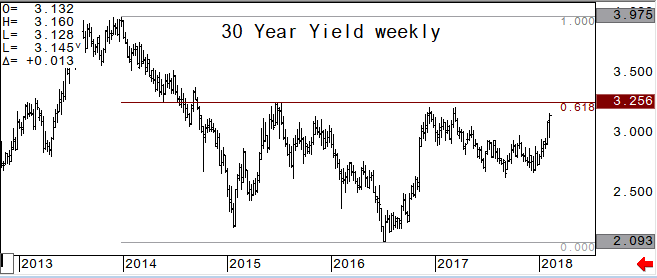 O= 3.132
H= 3.160
L= 3.128
L= 3.145v
Δ= +0.013
30 Year Yield weekly
1.000
3.975
3.500
3.256
0.618
3.000
2.500
2.093
0.000
2013 2014 2015 2016 2017 2018